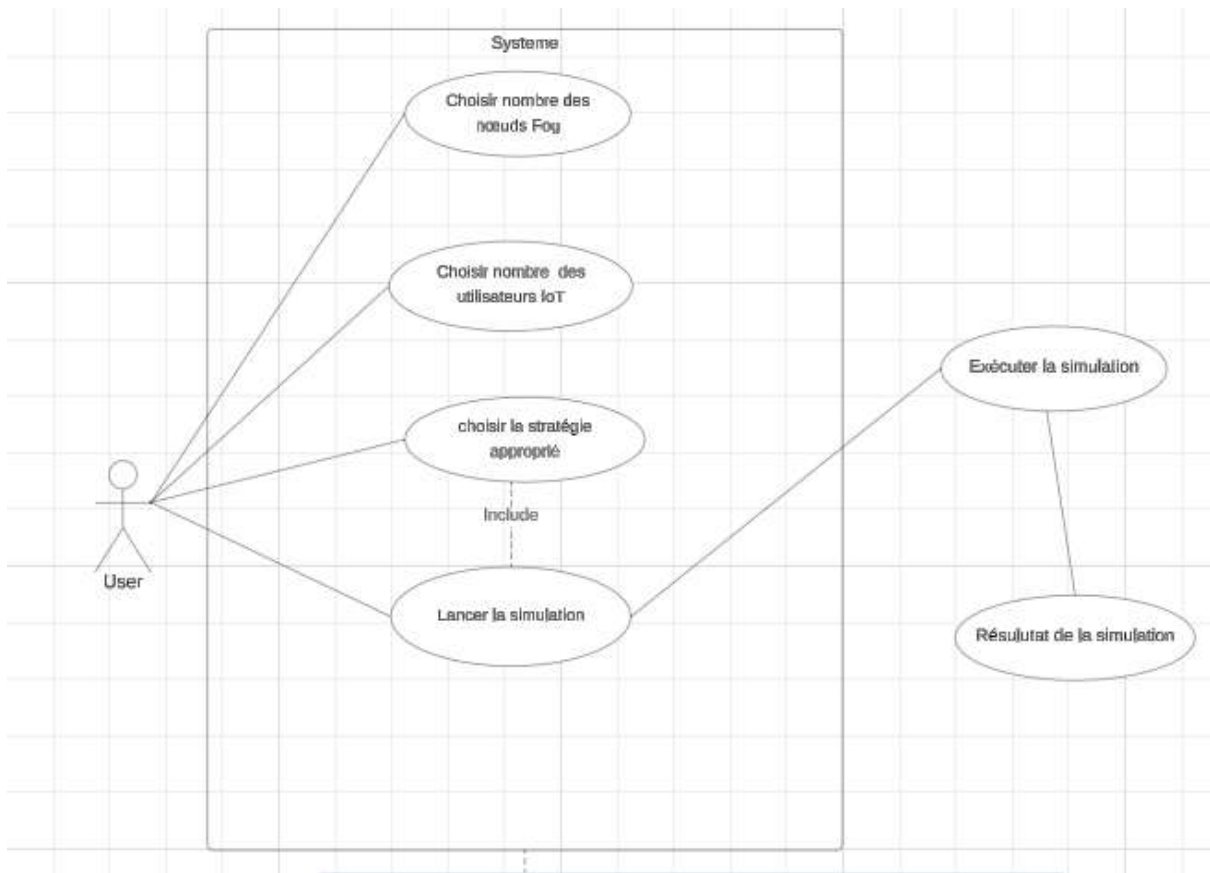 Systeme
Choisir nombre des
nœuds Fog
Choisir nombre des
utilisateurs IoT
Exécuter la simulation
choisir la stratégie
approprié
Include
User
Lancer la simulation
Résulutat de la simulation